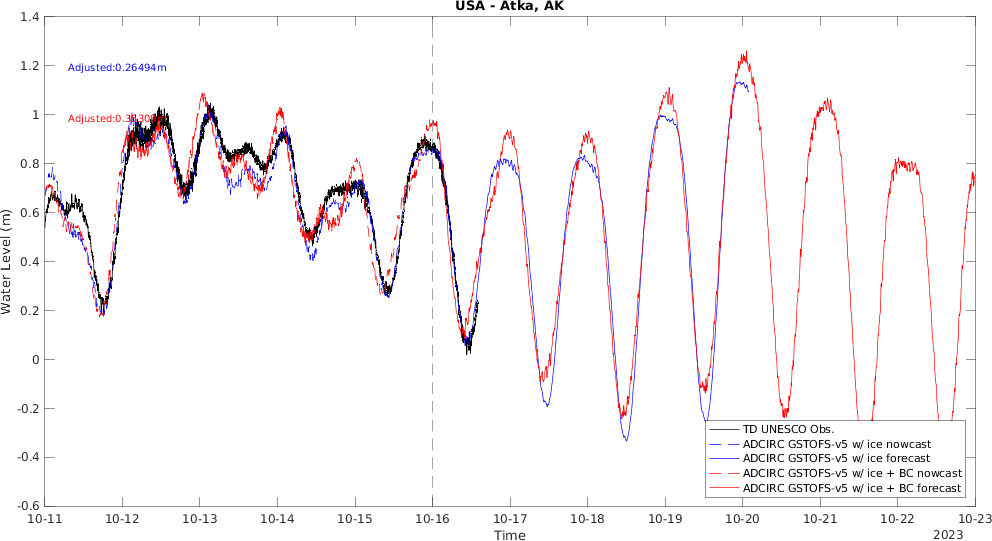 USA - Atka, AK
1.4
1.2
1
0.8
0.6
0.4
0.2
0
-0.2
-0.4
-0.6
Water Level (m)
Adjusted:0.26494m
TD UNESCO Obs.
ADCIRC GSTOFS-v5 w/ ice nowcast
ADCIRC GSTOFS-v5 w/ ice forecast
ADCIRC GSTOFS-v5 w/ ice + BC nowcast
ADCIRC GSTOFS-v5 w/ ice + BC forecast
10-11 10-12 10-13 10-14 10-15 10-16 10-17 10-18 10-19 10-20 10-21 10-22 10-23
Time
2023